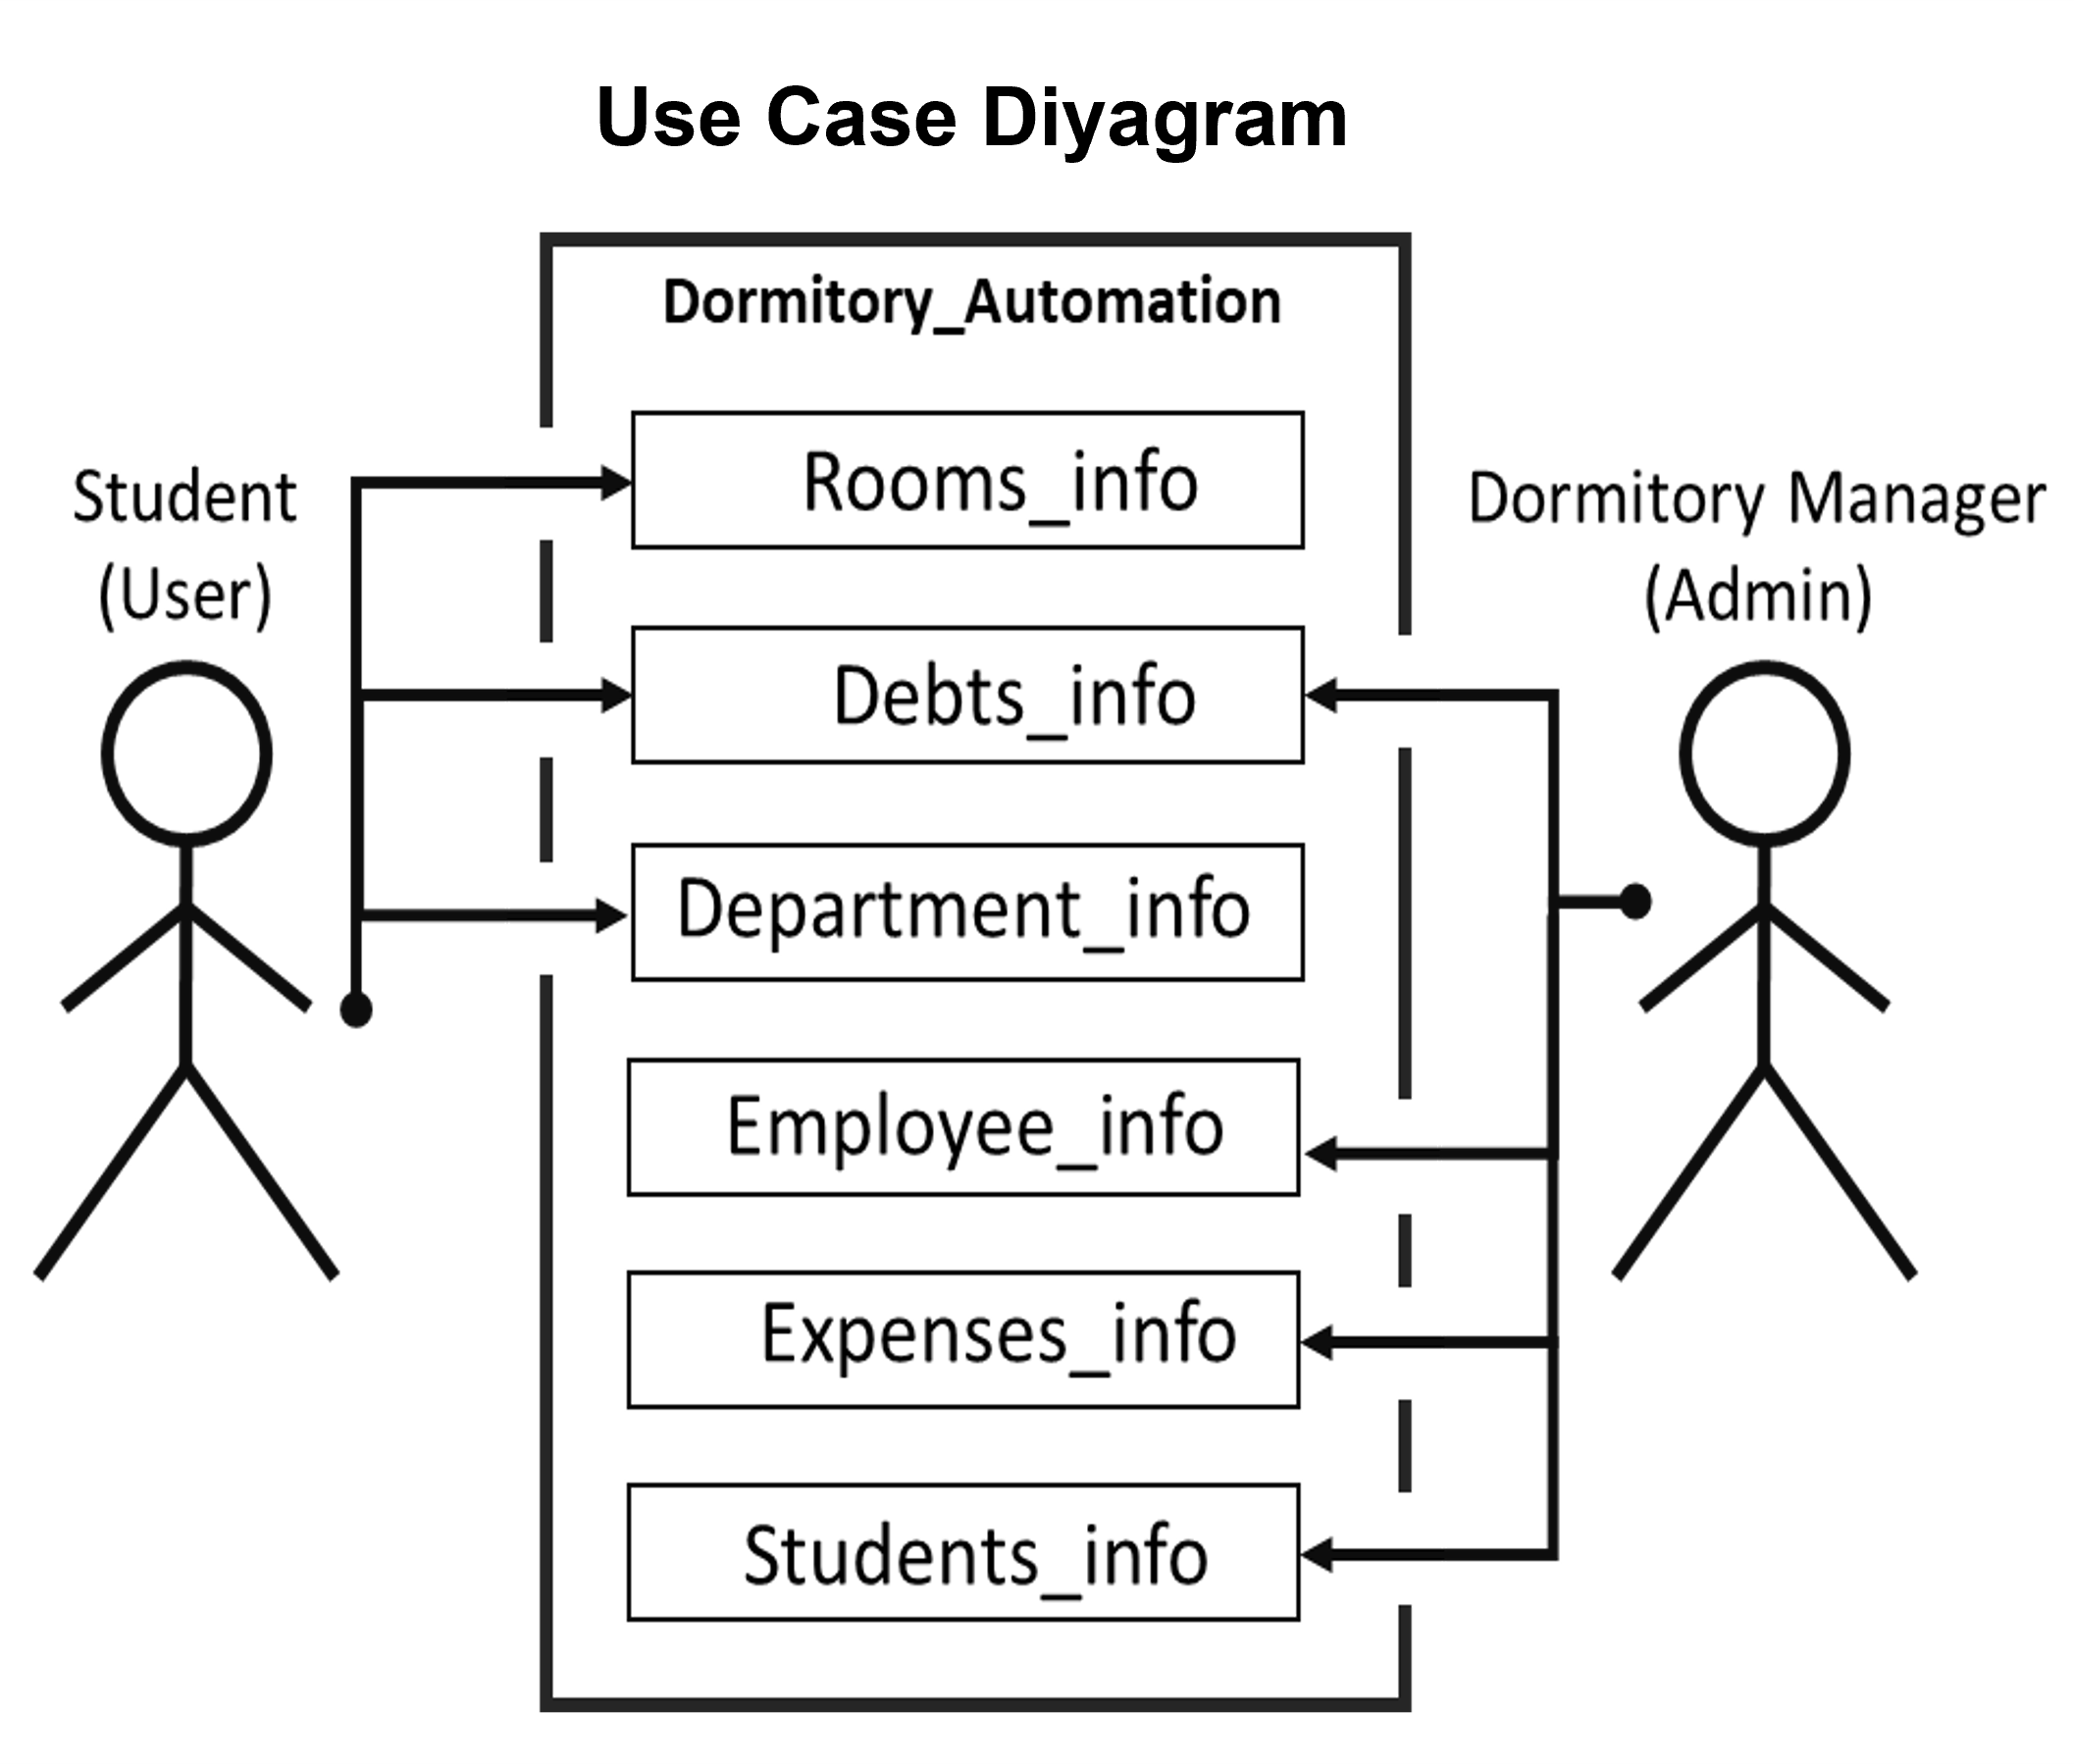 Use Case Diyagram
Dormitory_Automation
Student
(User)
Rooms_info
Debts_info
Department_info
Employee_info
Expenses_info
Students_info
Dormitory Manager
(Admin)